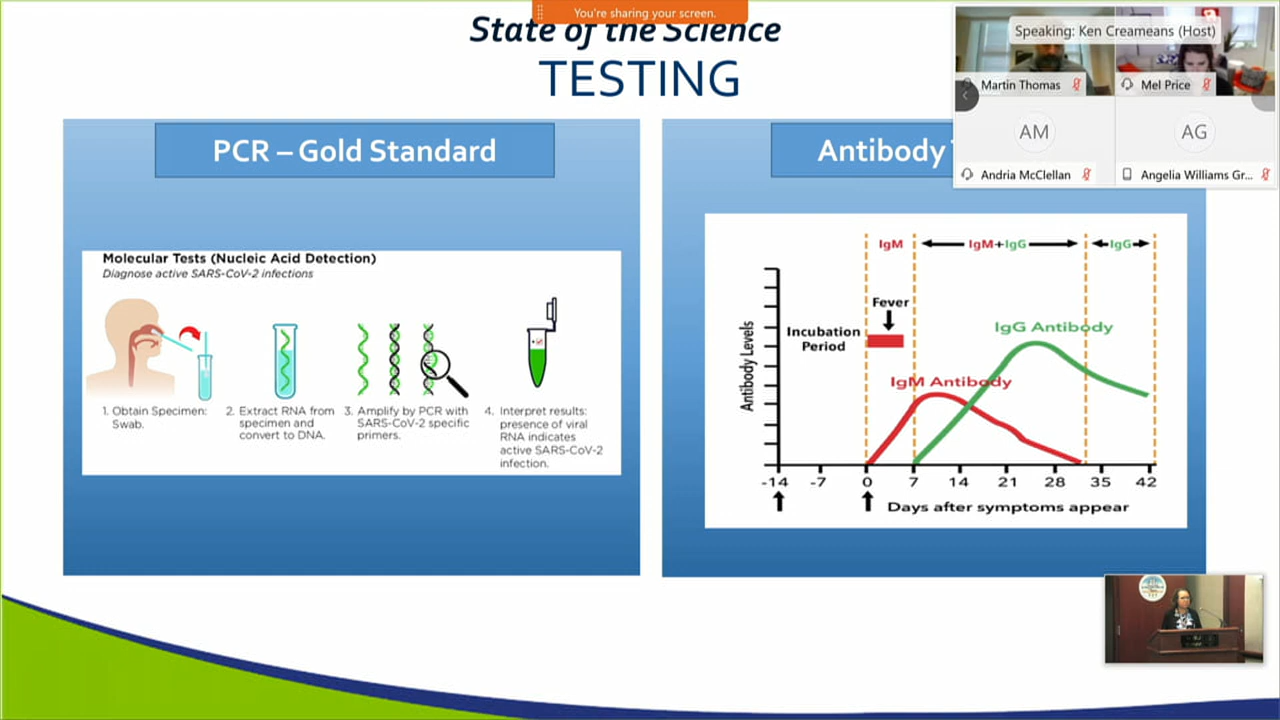 You're sharing your screen.
State of the Science
TESTING
Speaking: Ken Creameans (Host)
Martin Thomas
Mel Price
AM
AG
Andria McClellan
Angelia Williams Gr...
PCR – Gold Standard
Molecular Tests (Nucleic Acid Detection)
Diagnose active SARS-CoV-2 infections
1. Obtain Specimen:
Swab.
2. Extract RNA from
specimen and
convert to DNA.
3. Amplify by PCR with
SARS-CoV-2 specific
primers.
4. Interpret results:
presence of viral
RNA indicates
active SARS-CoV-2
infection.
Antibody
IgM
IgM+IgG
IgG
Fever
Incubation
Period
IgG Antibody
IgM Antibody
Antibody Levels
-14 -7 0 7 14 21 28 35 42
Days after symptoms appear